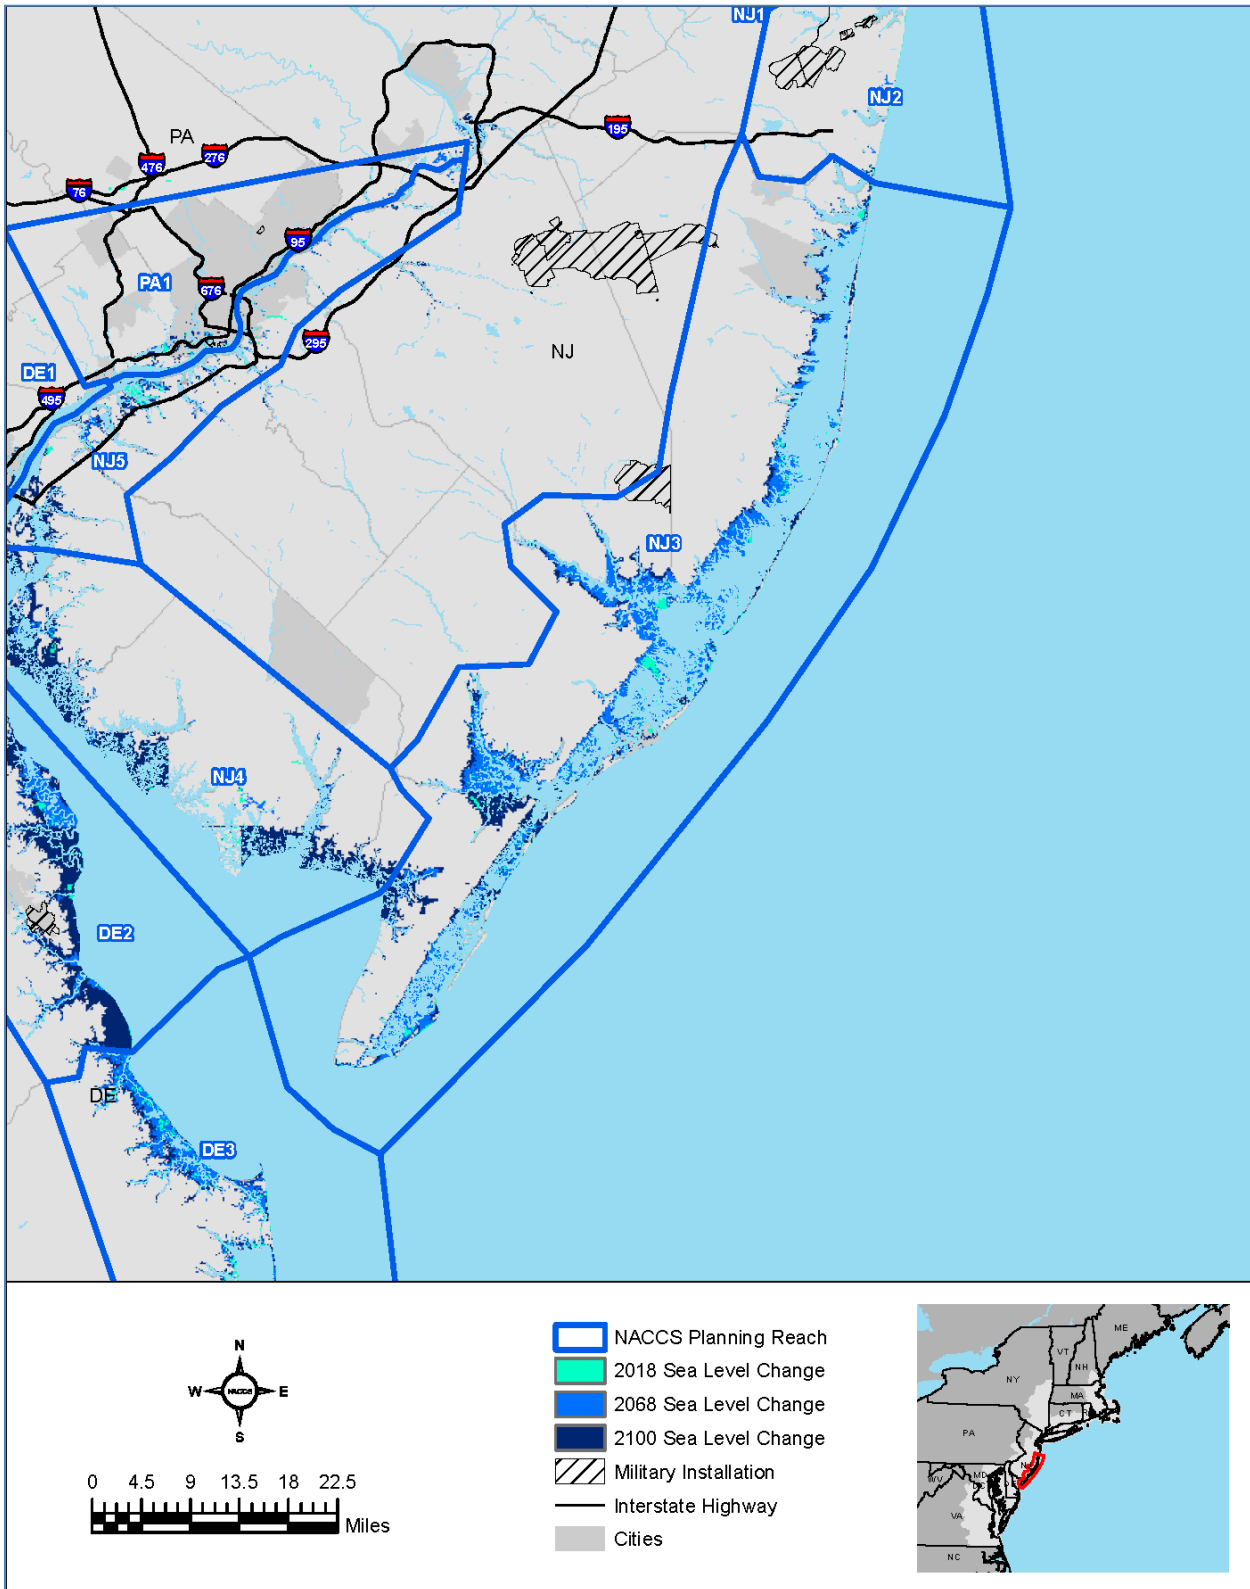 NJ1
NJ2
PA
195
276
476
76
95
PA1
676
295
NJ
DE1
495
NJ5
NJ3
NJ4
DE2
DE
DE3
N
W NACCS E
S
0 4.5 9 13.5 18 22.5
Miles
NACCS Planning Reach
2018 Sea Level Change
2068 Sea Level Change
2100 Sea Level Change
Military Installation
Interstate Highway
Cities
ME
VT
NH
NY
MA
CT
PA
MD
WV
VA
NC